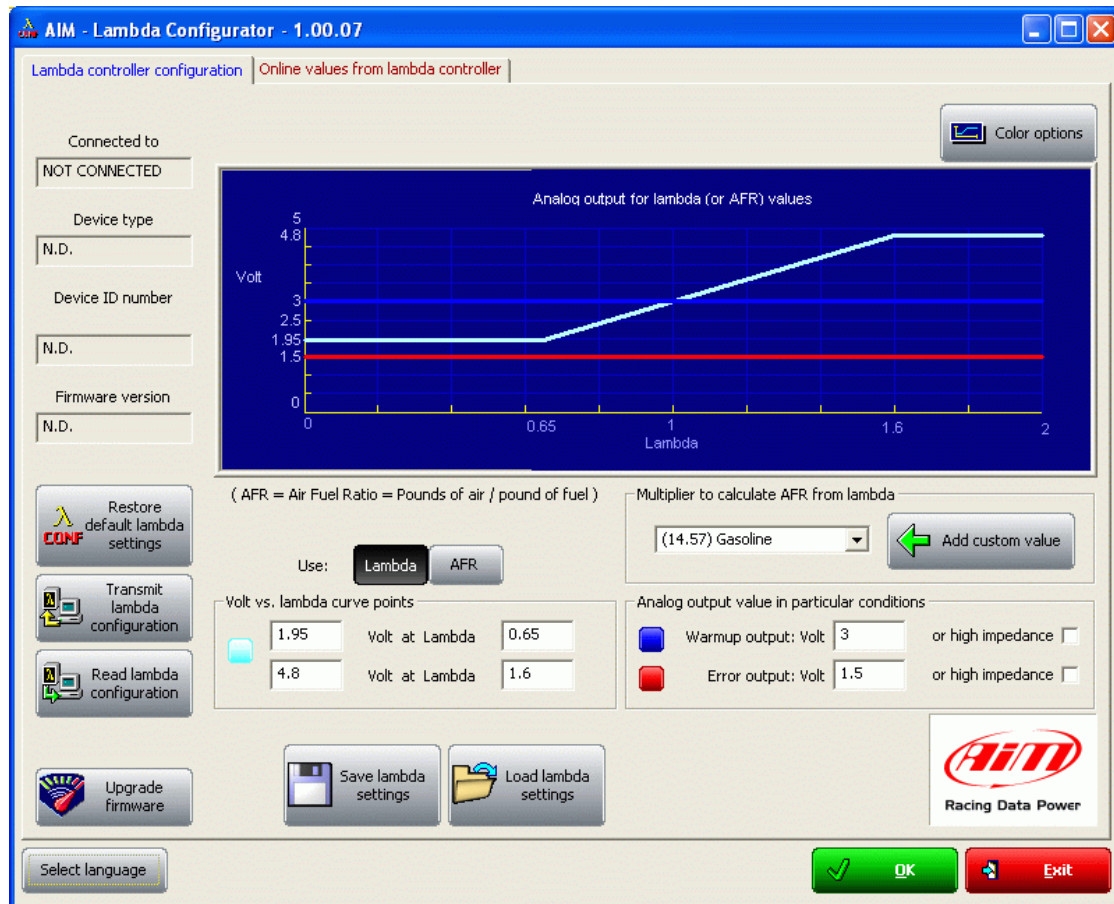 AIM - Lambda Configurator - 1.00.07
Lambda controller configuration
Online values from lambda controller
Color options
Connected to
NOT CONNECTED
Device type
N.D.
Device ID number
N.D.
Firmware version
N.D.
Analog output for lambda (or AFR) values
Volt
5
4.8
3
2.5
1.95
1.5
0
0
0.65
1
1.6
2
Lambda
Restore
default lambda
settings
λ
CONF
Transmit
lambda
configuration
λ
Read lambda
configuration
λ
Upgrade
firmware
( AFR = Air Fuel Ratio = Pounds of air / pound of fuel )
Use:
Lambda
AFR
Multiplier to calculate AFR from lambda
(14.57) Gasoline
Add custom value
Volt vs. lambda curve points
1.95 Volt at Lambda 0.65
4.8 Volt at Lambda 1.6
Analog output value in particular conditions
Warmup output: Volt 3 or high impedance
Error output: Volt 1.5 or high impedance
Save lambda
settings
Load lambda
settings
AiM
Racing Data Power
Select language
OK
Exit